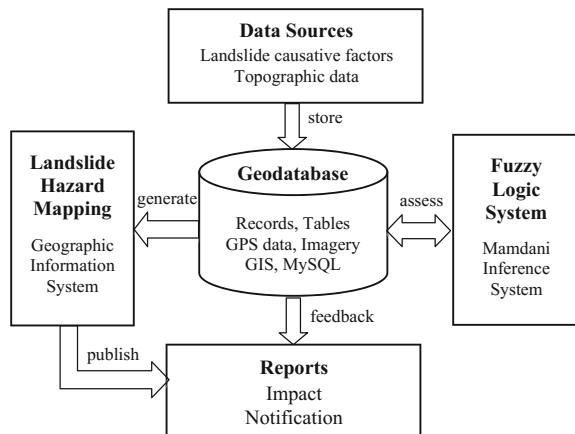 Data Sources
Landslide causative factors
Topographic data
store
Landslide
Hazard
Mapping
Geographic
Information
System
generate
Geodatabase
Records, Tables
GPS data, Imagery
GIS, MySQL
assess
Fuzzy
Logic
System
Mamdani
Inference
System
feedback
publish
Reports
Impact
Notification